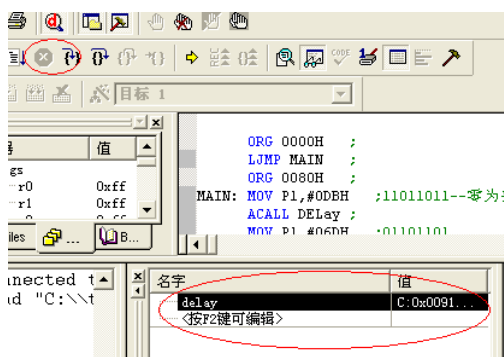 CODE
目标 1
值
r0 0xff
r1 0xff
B...
ORG 0000H ;
LJMP MAIN ;
ORG 0080H ;
MAIN: MOV P1,#0DBH ;11011011--零为
ACALL DELay ;
MOV P1,#06DH ;01101101
名字 值
delay C:0x0091...
<按F2键可编辑>